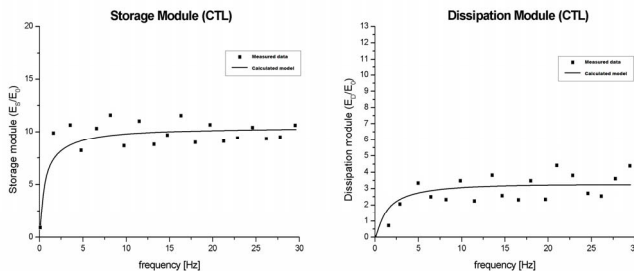 Storage Module (CTL)
Storage module (E_S/E_0)
20
15
10
5
0
Measured data
Calculated model
0 5 10 15 20 25 30
frequency [Hz]
Dissipation Module (CTL)
Dissipation module (E_D/E_0)
13
12
11
10
9
8
7
6
5
4
3
2
1
0
Measured data
Calculated model
0 5 10 15 20 25 30
frequency [Hz]